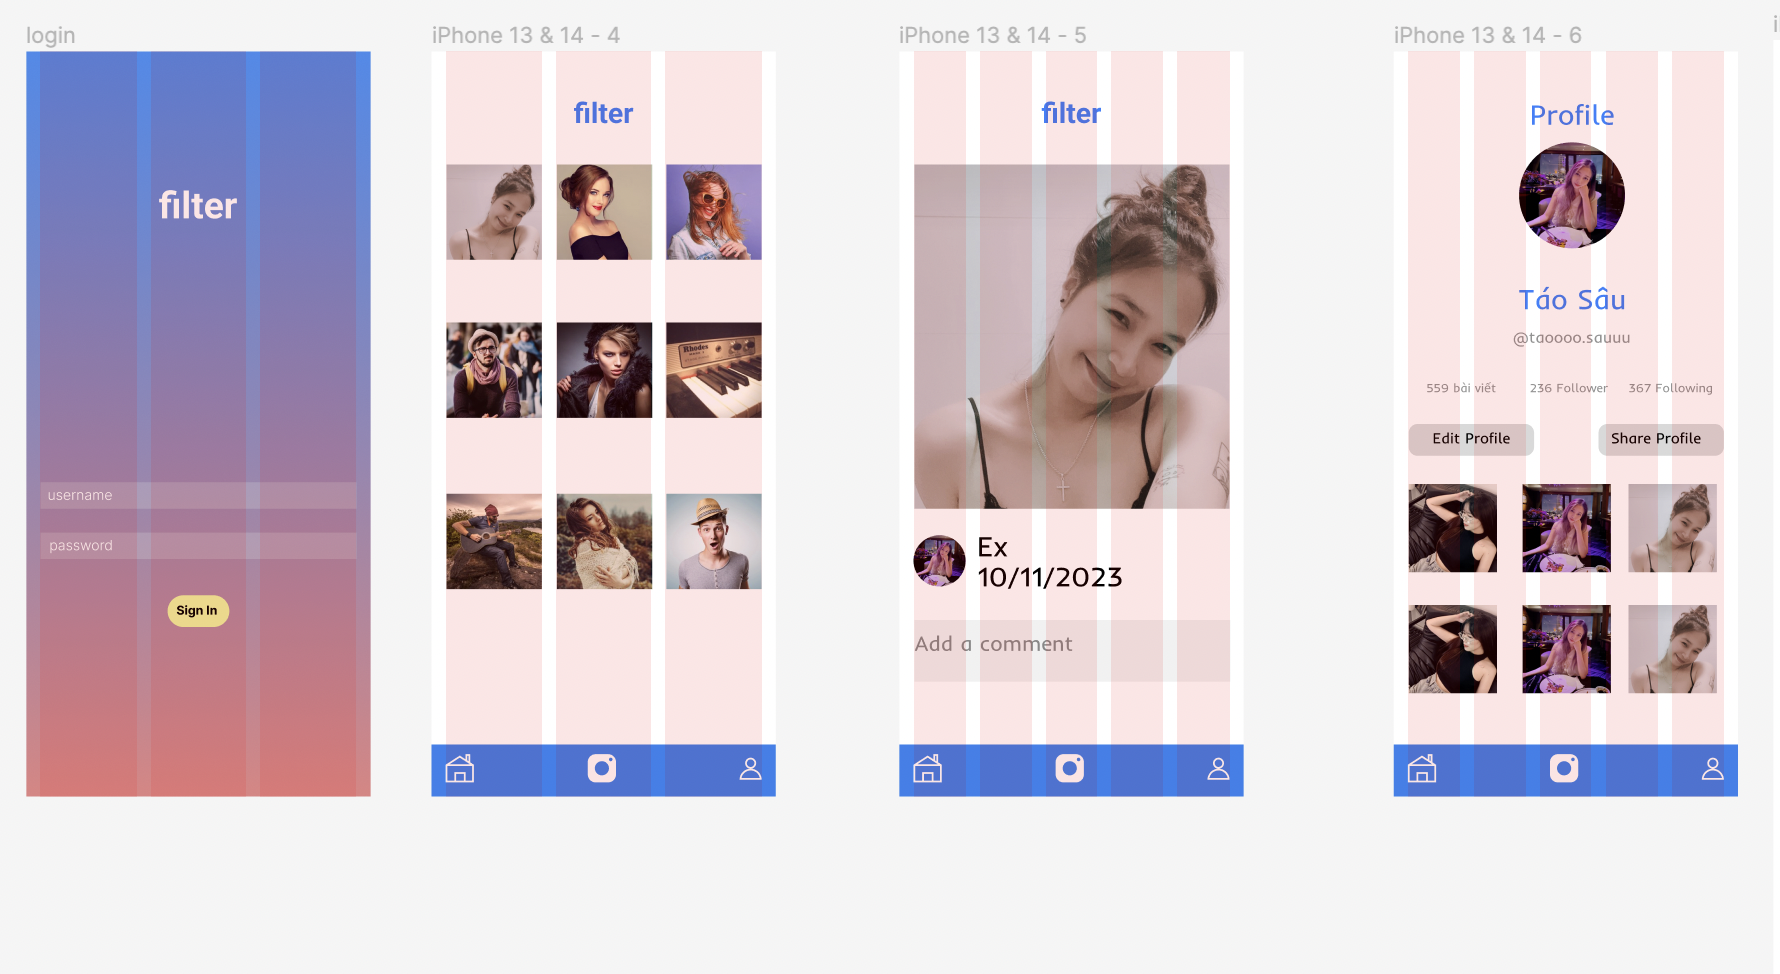 login
filter
username
password
Sign In
iPhone 13 & 14 - 4
filter
Rhodes
iPhone 13 & 14 - 5
filter
Ex
10/11/2023
Add a comment
iPhone 13 & 14 - 6
Profile
Táo Sâu
@taoooo.sauuu
559 bài viết 236 Follower 367 Following
Edit Profile Share Profile